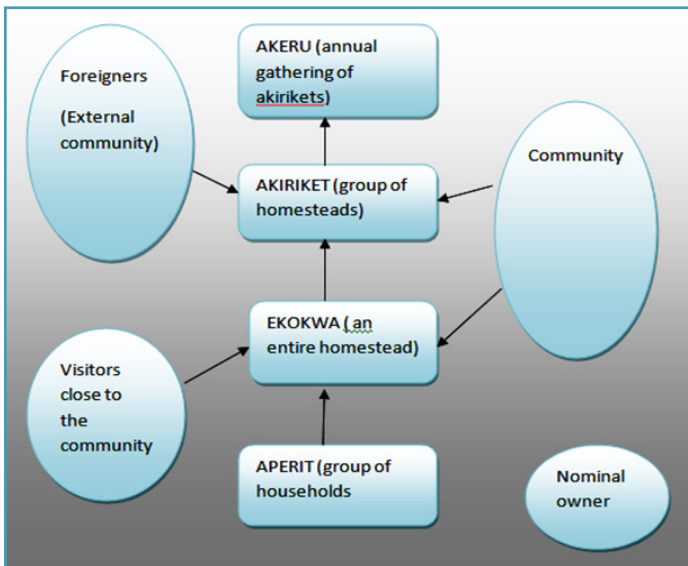 Foreigners
(External
community)
AKERU (annual
gathering of
akirikets)
AKIRIKET (group of
homesteads)
Community
EKOKWA ( an
entire homestead)
Visitors
close to
the
community
APERIT (group of
households
Nominal
owner